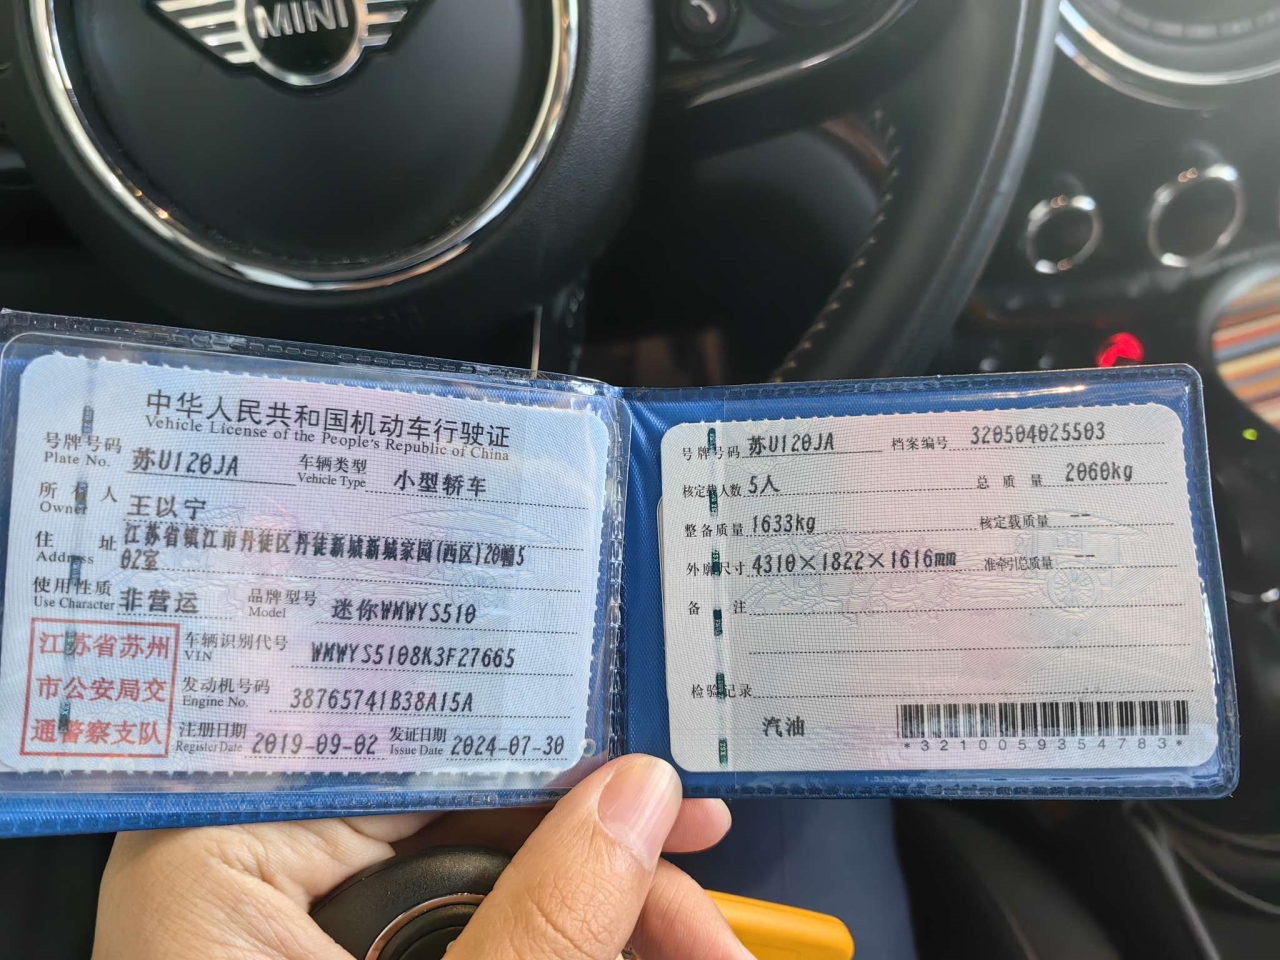 MINI
中华人民共和国机动车行驶证
Vehicle License of the People's Republic of China
号牌号码 苏U120JA 车辆类型 小型轿车
Plate No. Vehicle Type
所有人 王以宁
Owner
住址 江苏省镇江市丹徒区丹徒新城新城家园(西区)20幢5
Address 02室
使用性质 非营运 品牌型号 迷你WMWYS510
Use Character Model
江苏省苏州
市公安局交
通警察支队
车辆识别代号 WMWYS5108K3F27665
VIN
发动机号码 38765741B38A15A
Engine No.
注册日期 2019-09-02 发证日期 2024-07-30
Register Date Issue Date
号牌号码 苏U120JA 档案编号 320504025503
核定载人数 5人 总质量 2060kg
整备质量 1633kg 核定载质量 --
外廓尺寸 4310×1822×1616mm 准牵引总质量 --
备注
检验记录
汽油
*3210059354783*